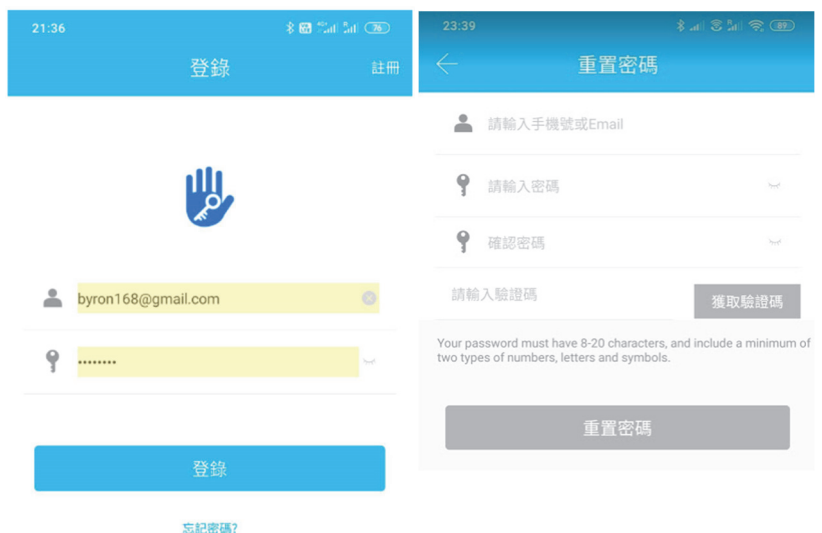 21:36
4G+
R
76
登錄
註冊
byron168@gmail.com
••••••••
登錄
忘記密碼?
23:39
R
89
重置密碼
請輸入手機號或Email
請輸入密碼
確認密碼
請輸入驗證碼
獲取驗證碼
Your password must have 8-20 characters, and include a minimum of
two types of numbers, letters and symbols.
重置密碼